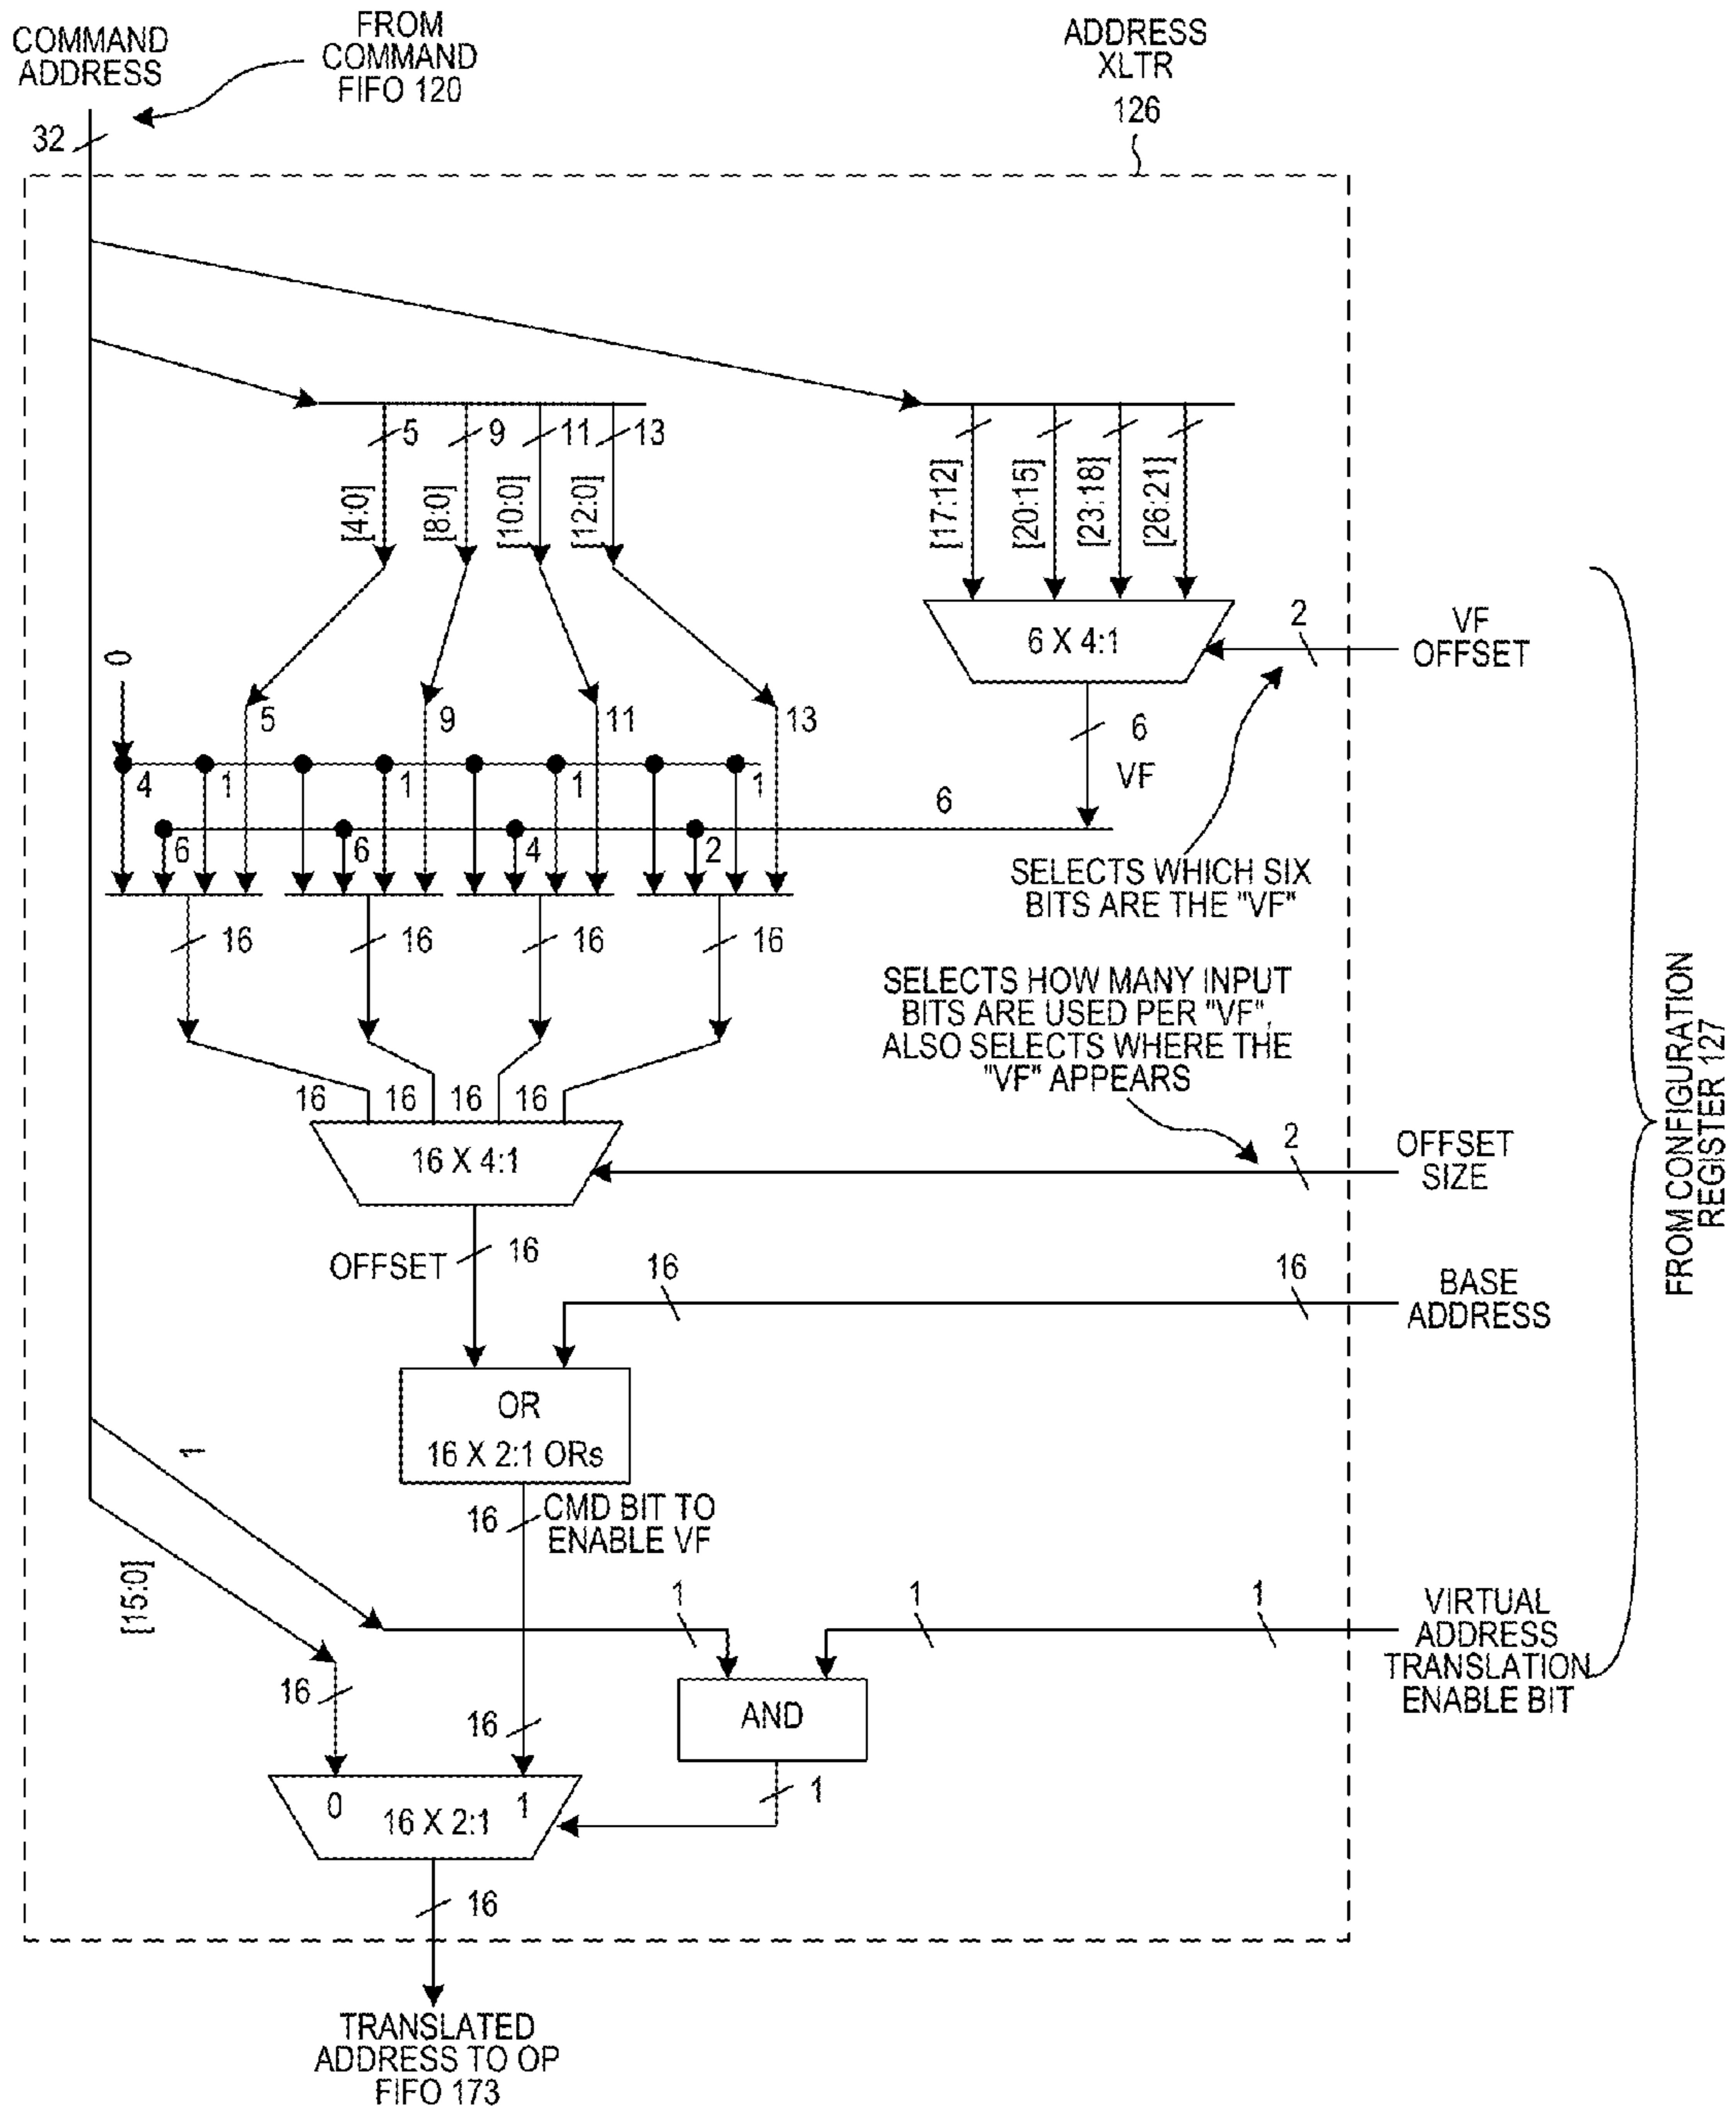 COMMAND
ADDRESS
FROM
COMMAND
FIFO 120
ADDRESS
XLTR
126
32
5
9
11
13
[4:0]
[8:0]
[10:0]
[12:0]
[17:12]
[20:15]
[23:18]
[26:21]
6 X 4:1
2
VF
OFFSET
0
5
9
11
13
6
VF
4
1
1
1
1
6
6
6
4
2
SELECTS WHICH SIX
BITS ARE THE "VF"
16
16
16
16
SELECTS HOW MANY INPUT
BITS ARE USED PER "VF",
ALSO SELECTS WHERE THE
"VF" APPEARS
16
16
16
16
16 X 4:1
2
OFFSET
SIZE
FROM CONFIGURATION
REGISTER 127
OFFSET
16
16
16
BASE
ADDRESS
OR
16 X 2:1 ORs
1
16
CMD BIT TO
ENABLE VF
[15:0]
1
1
1
VIRTUAL
ADDRESS
TRANSLATION
ENABLE BIT
16
16
AND
0
1
16 X 2:1
1
16
TRANSLATED
ADDRESS TO OP
FIFO 173